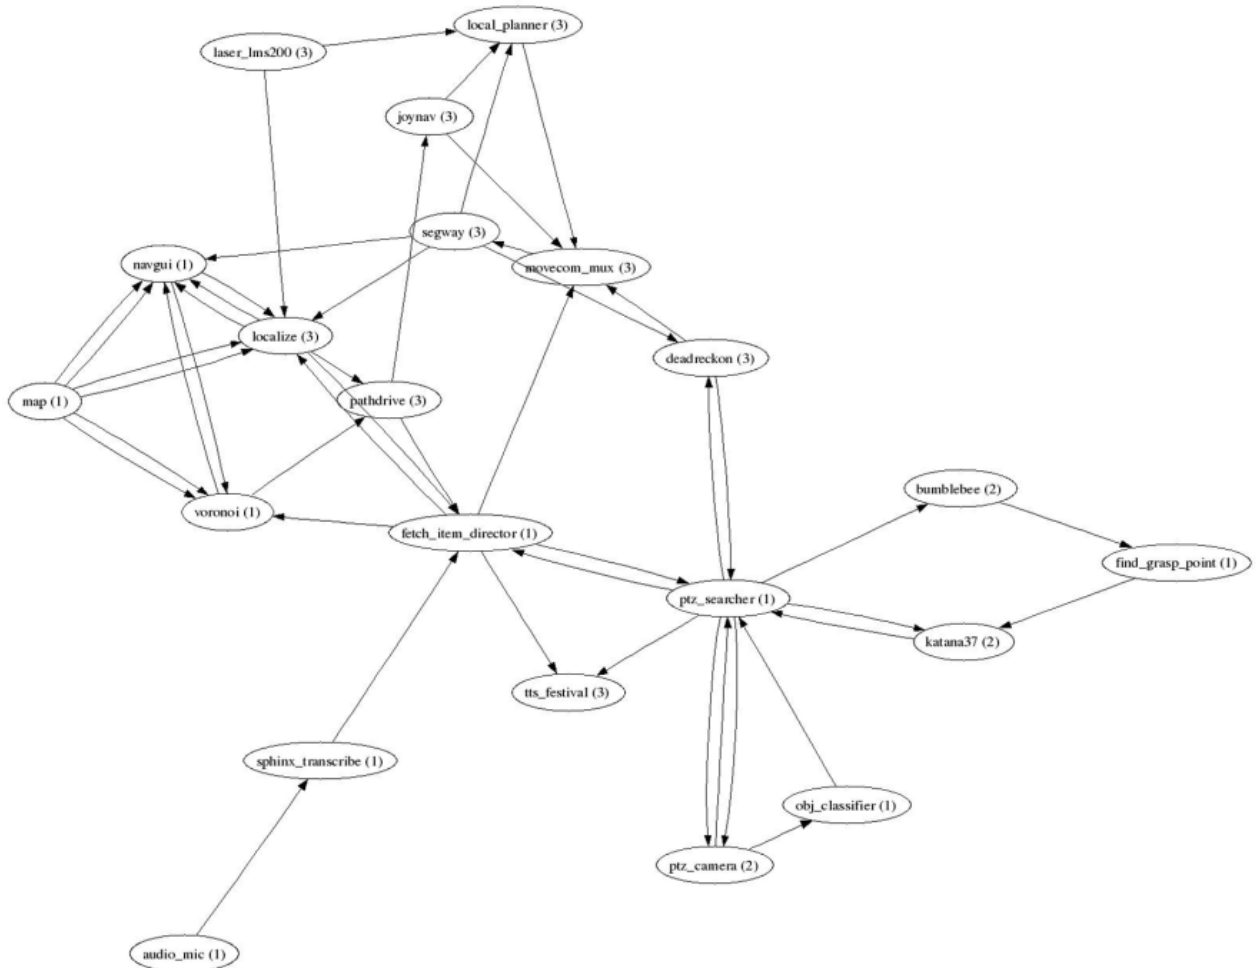 local_planner (3)
laser_lms200 (3)
joynav (3)
segway (3)
navgui (1)
movecom_mux (3)
localize (3)
deadreckon (3)
map (1)
pathdrive (3)
bumblebee (2)
voronoi (1)
fetch_item_director (1)
find_grasp_point (1)
ptz_searcher (1)
katana37 (2)
tts_festival (3)
sphinx_transcribe (1)
obj_classifier (1)
ptz_camera (2)
audio_mic (1)